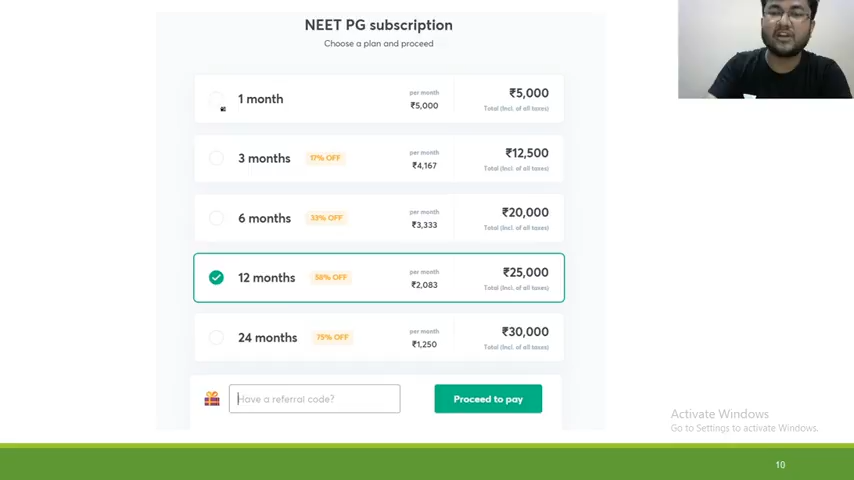 NEET PG subscription
Choose a plan and proceed
1 month
per month
₹5,000
₹5,000
Total (Incl. of all taxes)
3 months
17% OFF
per month
₹4,167
₹12,500
Total (Incl. of all taxes)
6 months
33% OFF
per month
₹3,333
₹20,000
Total (Incl. of all taxes)
12 months
58% OFF
per month
₹2,083
₹25,000
Total (Incl. of all taxes)
24 months
75% OFF
per month
₹1,250
₹30,000
Total (Incl. of all taxes)
Have a referral code?
Proceed to pay
Activate Windows
Go to Settings to activate Windows.
10